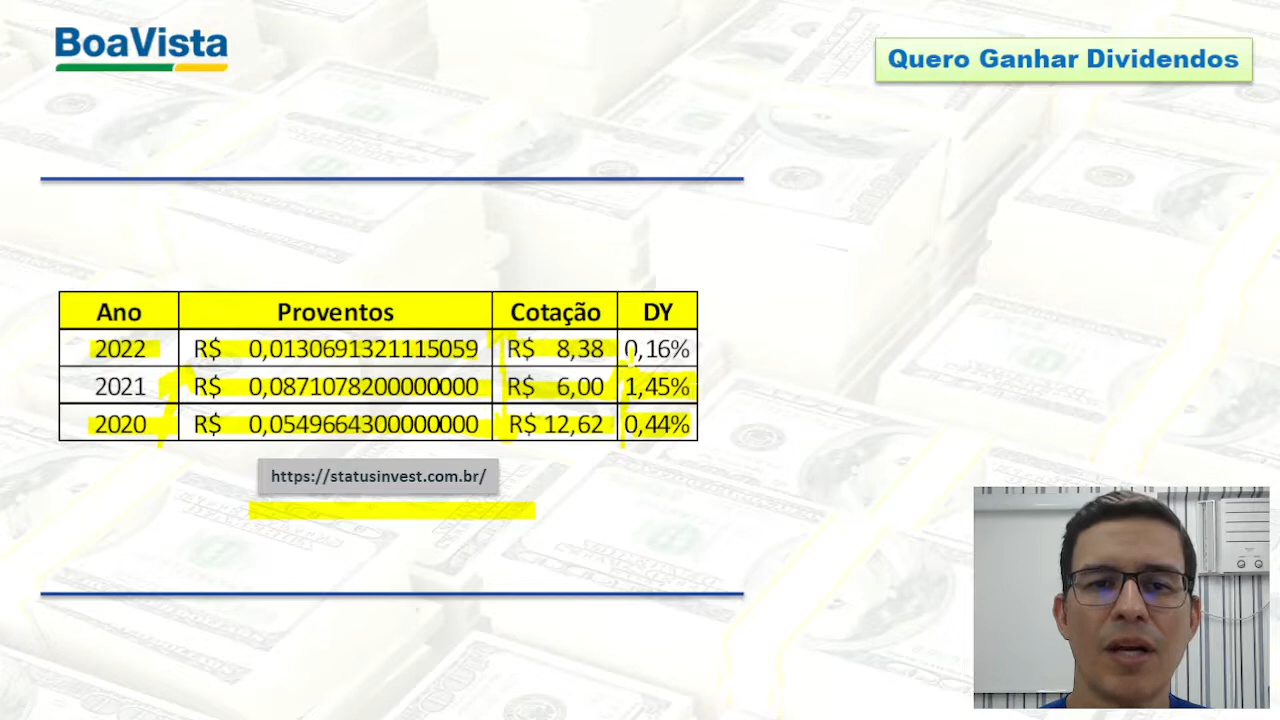 BoaVista
Quero Ganhar Dividendos
Ano Proventos Cotação DY
2022 R$ 0,0130691321115059 R$ 8,38 0,16%
2021 R$ 0,0871078200000000 R$ 6,00 1,45%
2020 R$ 0,0549664300000000 R$ 12,62 0,44%
https://statusinvest.com.br/